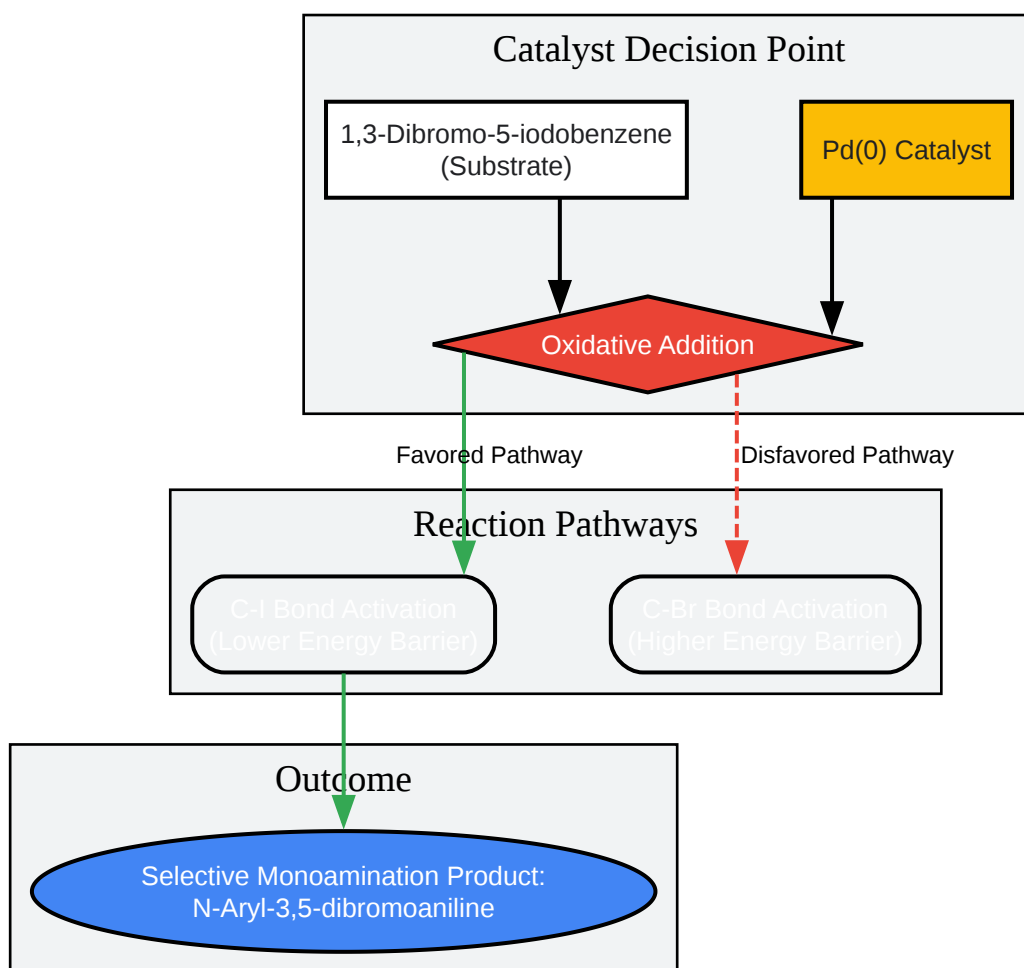 Catalyst Decision Point
1,3-Dibromo-5-iodobenzene
(Substrate)
Pd(0) Catalyst
Oxidative Addition
Favored Pathway
Disfavored Pathway
Reaction Pathways
C-I Bond Activation
(Lower Energy Barrier)
C-Br Bond Activation
(Higher Energy Barrier)
Outcome
Selective Monoamination Product:
N-Aryl-3,5-dibromoaniline